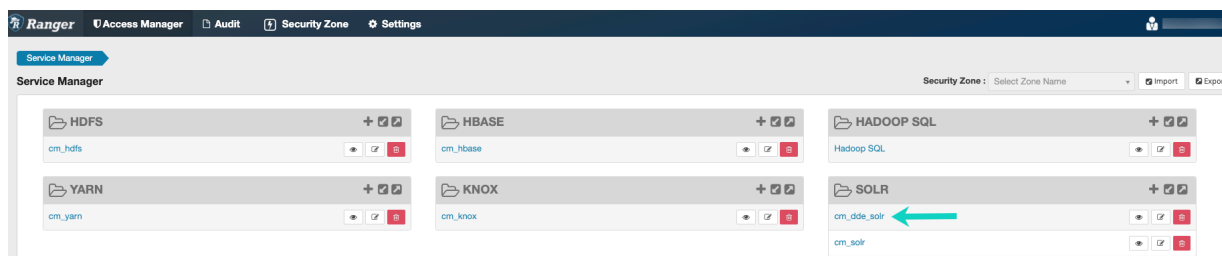 Ranger Access Manager Audit Security Zone Settings
Service Manager
Service Manager Security Zone : Select Zone Name Import Expor
HDFS HBASE HADOOP SQL
cm_hdfs cm_hbase Hadoop SQL
YARN KNOX SOLR
cm_yarn cm_knox cm_dde_solr
cm_solr